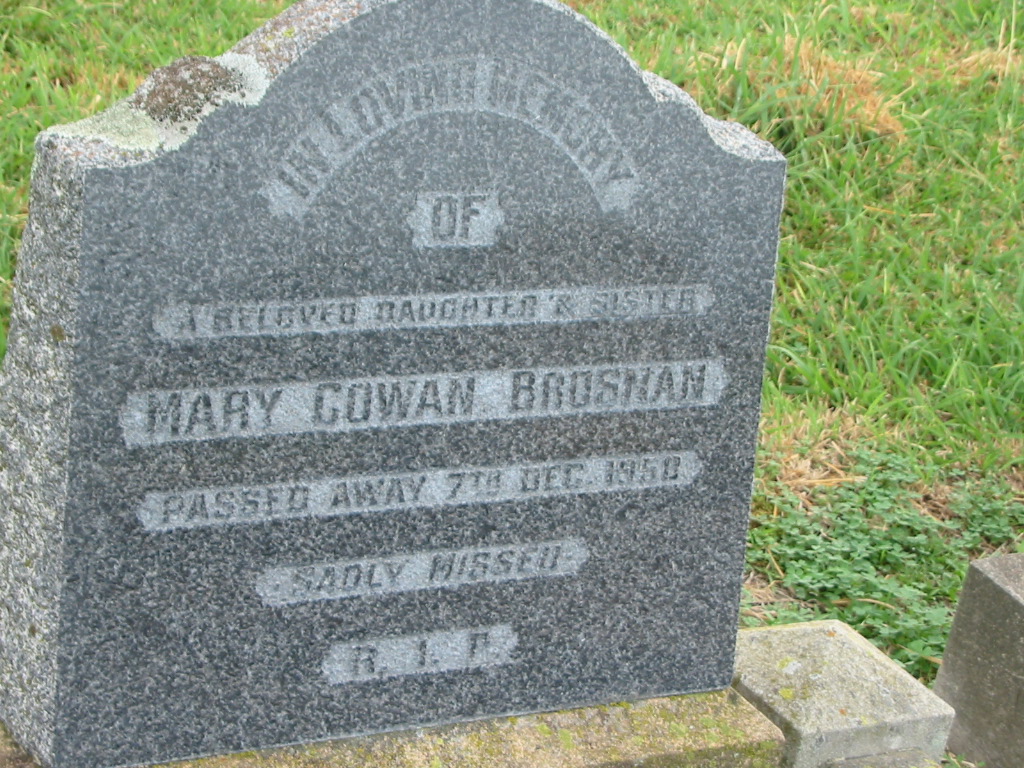 IN LOVING MEMORY
OF
A BELOVED DAUGHTER & SISTER
MARY COWAN BROSNAN
PASSED AWAY 7TH DEC. 1950
SADLY MISSED
R. I. P.